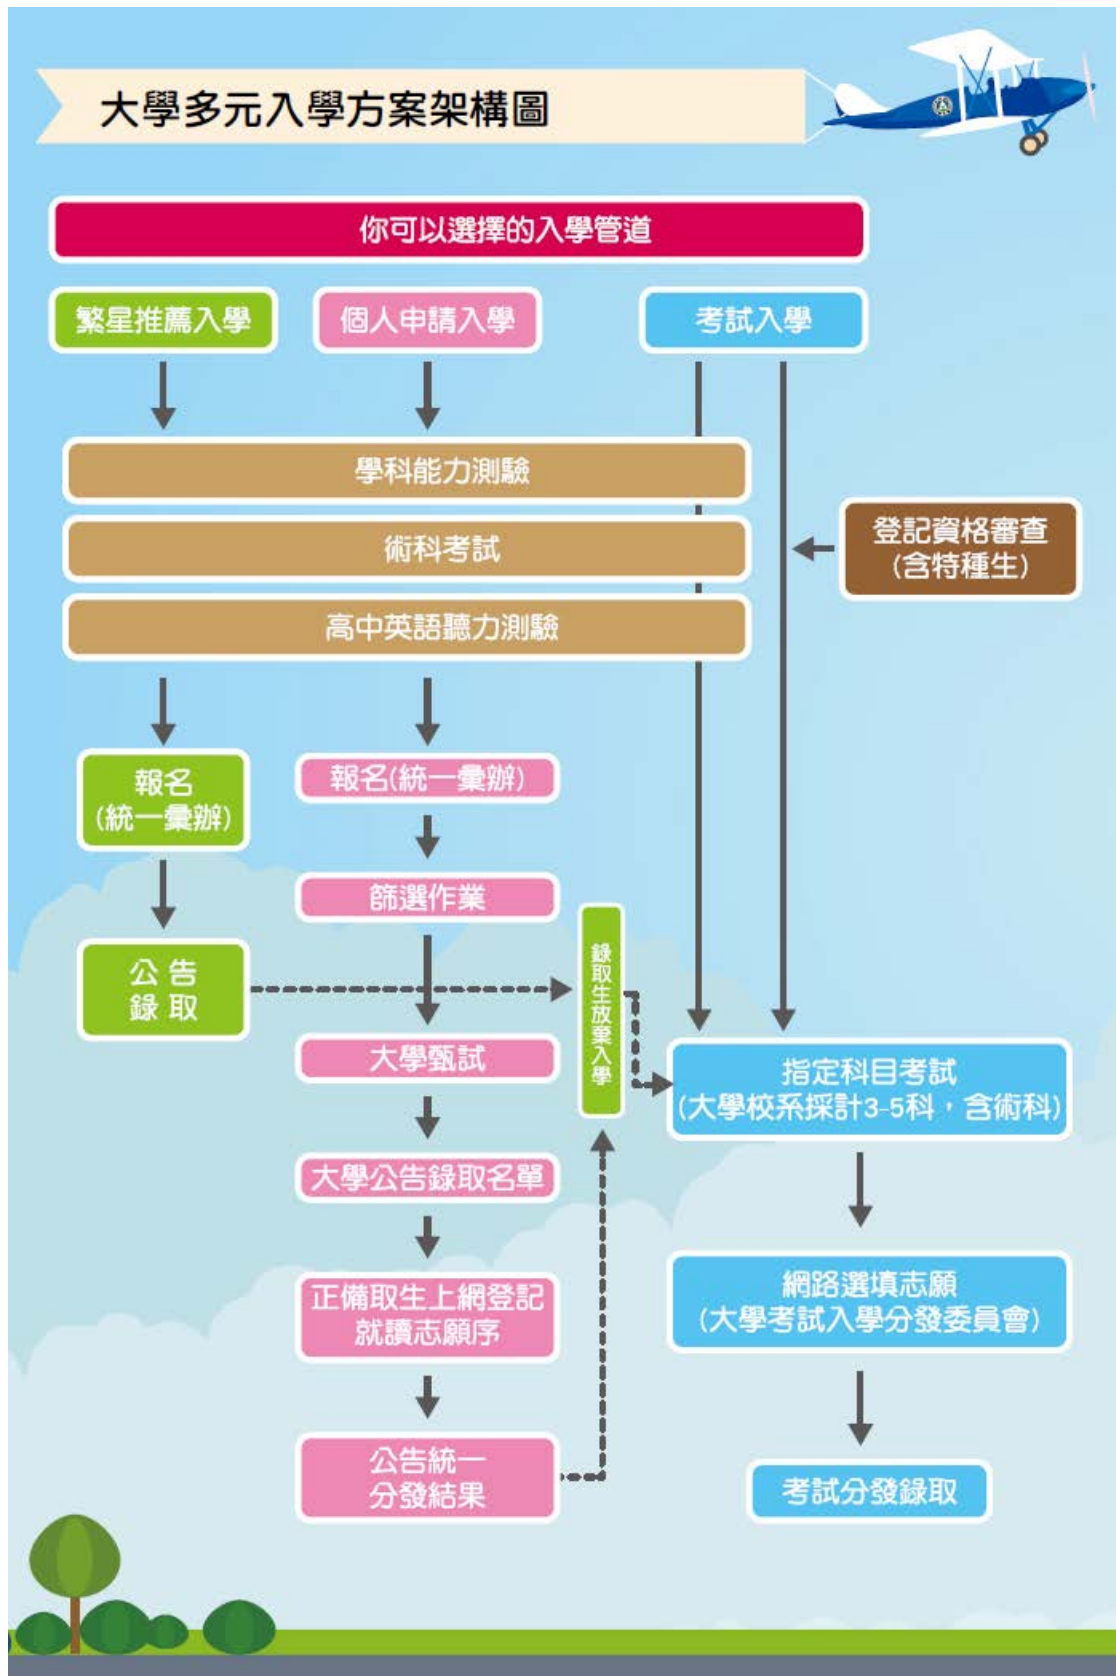 大學多元入學方案架構圖
你可以選擇的入學管道
繁星推薦入學
個人申請入學
考試入學
學科能力測驗
術科考試
高中英語聽力測驗
登記資格審查
(含特種生)
報名
(統一彙辦)
公告
錄取
報名(統一彙辦)
篩選作業
大學甄試
大學公告錄取名單
正備取生上網登記
就讀志願序
公告統一
分發結果
錄取生放棄入學
指定科目考試
(大學校系採計3-5科,含術科)
網路選填志願
(大學考試入學分發委員會)
考試分發錄取